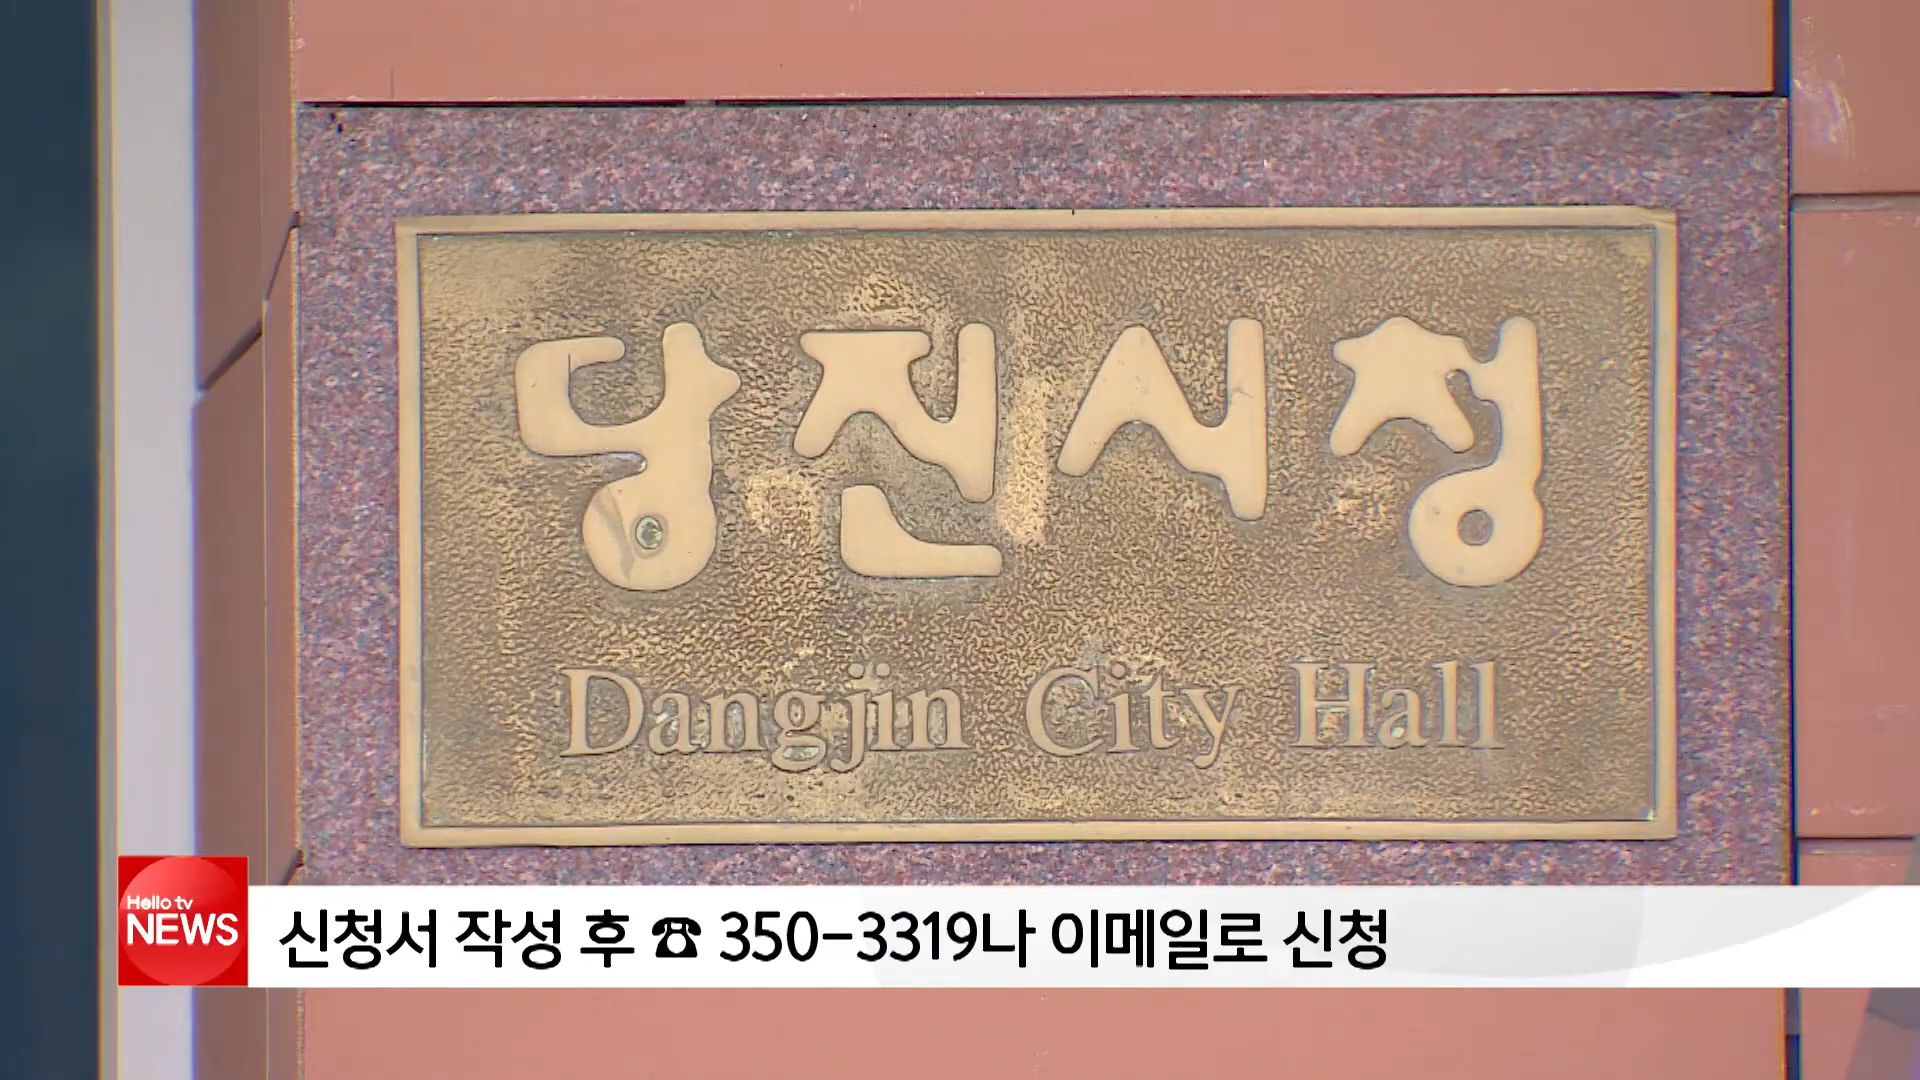 당진시청
Dangjin City Hall
Hello tv
NEWS
신청서 작성 후 ☎ 350-3319나 이메일로 신청